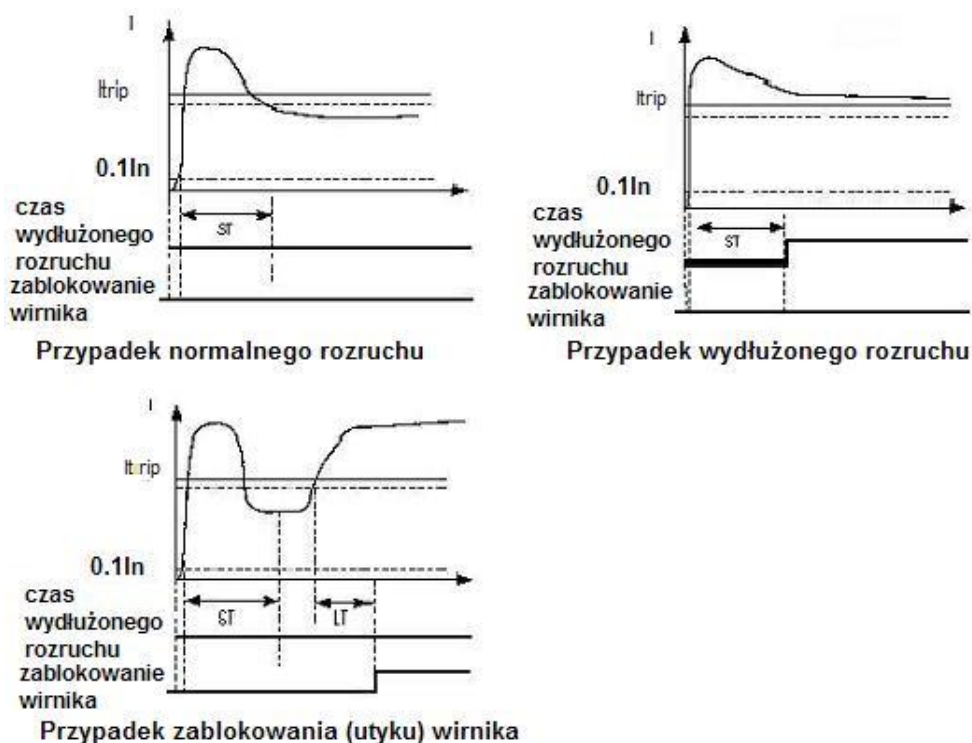 I
Itrip
0.1In
czas
wydłużonego
rozruchu
zablokowanie
wirnika
ST
Przypadek normalnego rozruchu
I
Itrip
0.1In
czas
wydłużonego
rozruchu
zablokowanie
wirnika
ST
Przypadek wydłużonego rozruchu
I
Itrip
0.1In
czas
wydłużonego
rozruchu
zablokowanie
wirnika
ST
LT
Przypadek zablokowania (utyku) wirnika